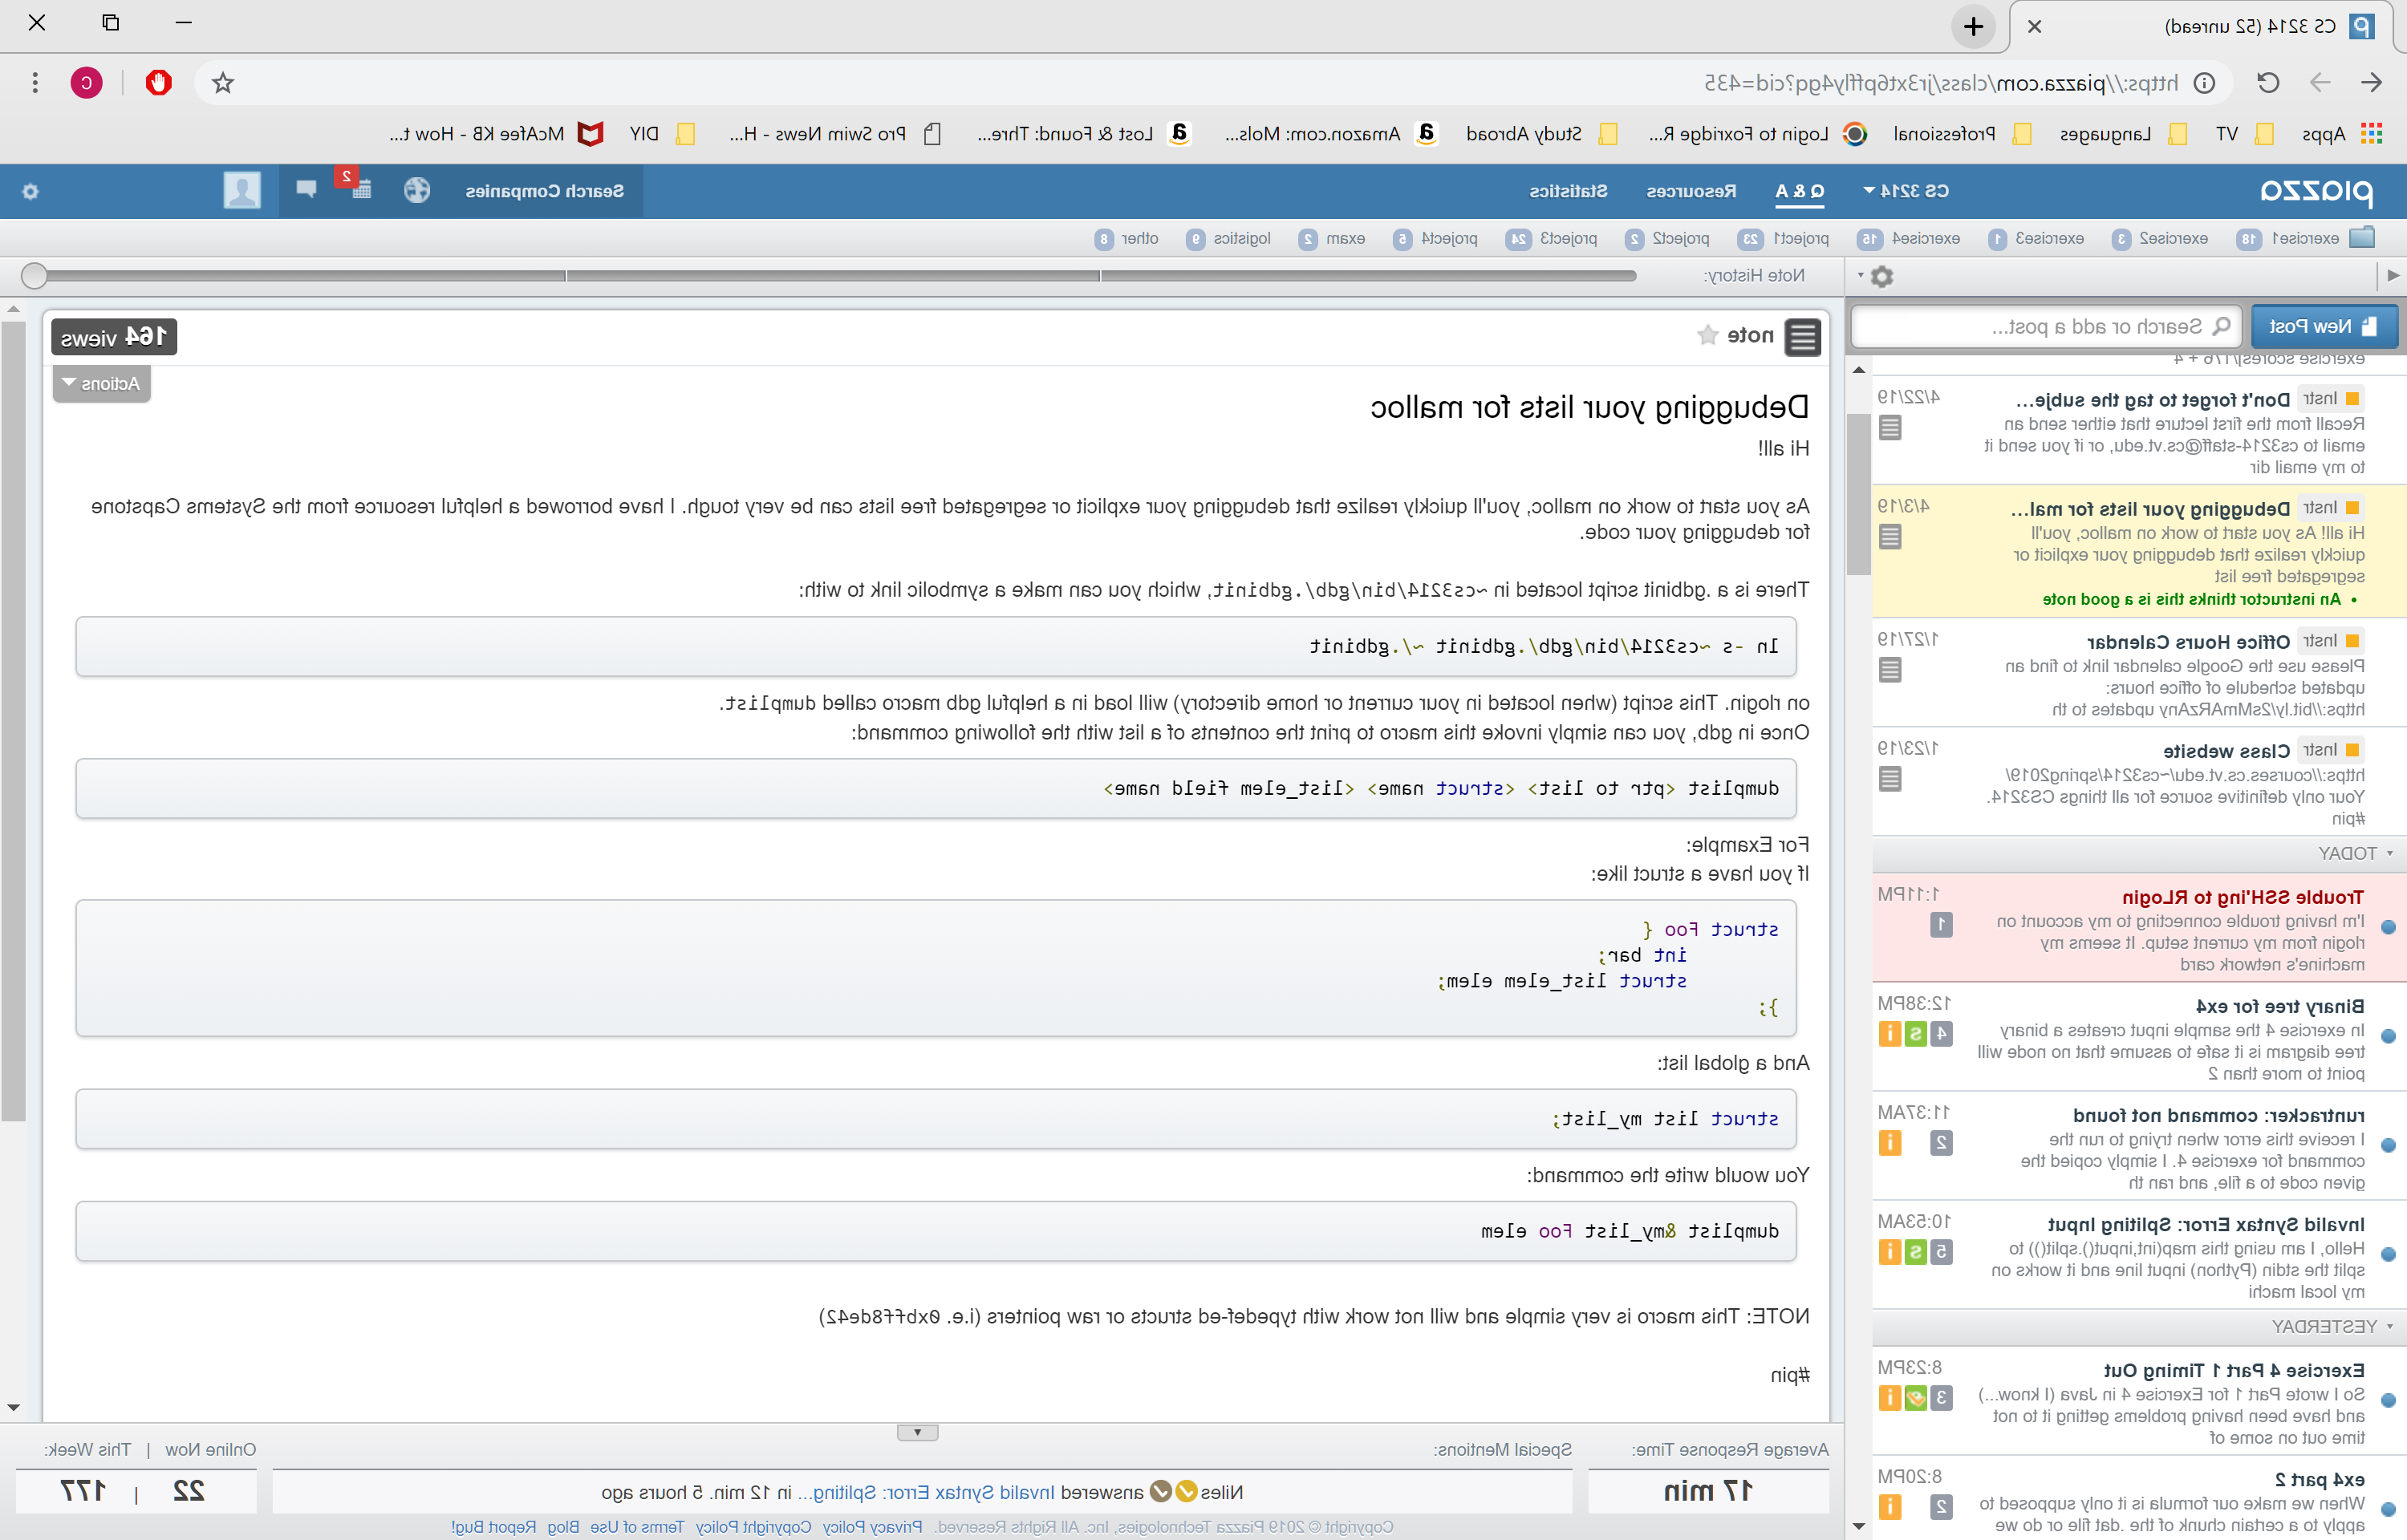 CS 3214 (52 unread)
https://piazza.com/class/jr3xt6pffly4gq?cid=435
C
Apps VT Languages Professional Login to Foxridge R... Study Abroad Amazon.com: Mols... Lost & Found: Thre... Pro Swim News - H... DIY McAfee KB - How t...
piazza CS 3214 Q & A Resources Statistics Search Companies 2
exercise1 18 exercise2 3 exercise3 1 exercise4 15 project1 23 project2 2 project3 24 project4 5 exam 2 logistics 9 other 8
Note History:
New Post Search or add a post...
exercise scores)/176 + 4
Instr Don't forget to tag the subje... 4/22/19
Recall from the first lecture that either send an
email to cs3214-staff@cs.vt.edu, or if you send it
to my email dir
Instr Debugging your lists for mal... 4/3/19
Hi all! As you start to work on malloc, you'll
quickly realize that debugging your explicit or
segregated free list
• An instructor thinks this is a good note
Instr Office Hours Calendar 1/27/19
Please use the Google calendar link to find an
updated schedule of office hours:
https://bit.ly/2sMmARzAny updates to th
Instr Class website 1/23/19
https://courses.cs.vt.edu/~cs3214/spring2019/
Your only definitive source for all things CS3214.
#pin
TODAY
Trouble SSH'ing to RLogin 1:11PM
I'm having trouble connecting to my account on
rlogin from my current setup. It seems my
machine's network card
1
Binary tree for ex4 12:38PM
In exercise 4 the sample input creates a binary
tree diagram is it safe to assume that no node will
point to more than 2
4 s i
runtracker: command not found 11:37AM
I receive this error when trying to run the
command for exercise 4. I simply copied the
given code to a file, and ran th
2 i
Invalid Syntax Error: Spliting Input 10:53AM
Hello, I am using this map(int,input().split()) to
split the stdin (Python) input line and it works on
my local machi
5 s i
YESTERDAY
Exercise 4 Part 1 Timing Out 8:23PM
So I wrote Part 1 for Exercise 4 in Java (I know...)
and have been having problems getting it to not
time out on some of
3 i
ex4 part 2 8:20PM
When we make our formula is it only supposed to
apply to a certain chunk of the .dat file or do we
2 i
note 164 views
Actions
Debugging your lists for malloc
Hi all!
As you start to work on malloc, you'll quickly realize that debugging your explicit or segregated free lists can be very tough. I have borrowed a helpful resource from the Systems Capstone
for debugging your code.
There is a .gdbinit script located in ~cs3214/bin/gdb/.gdbinit, which you can make a symbolic link to with:
ln -s ~cs3214/bin/gdb/.gdbinit ~/.gdbinit
on rlogin. This script (when located in your current or home directory) will load in a helpful gdb macro called dumplist.
Once in gdb, you can simply invoke this macro to print the contents of a list with the following command:
dumplist <ptr to list> <struct name> <list_elem field name>
For Example:
If you have a struct like:
struct Foo {
int bar;
struct list_elem elem;
};
And a global list:
struct list my_list;
You would write the command:
dumplist &my_list Foo elem
NOTE: This macro is very simple and will not work with typedef-ed structs or raw pointers (i.e. 0xbff8de42)
#pin
Average Response Time: Special Mentions: Online Now | This Week:
17 min Niles answered Invalid Syntax Error: Spliting... in 12 min. 5 hours ago 22 | 177
Copyright © 2019 Piazza Technologies, Inc. All Rights Reserved. Privacy Policy Copyright Policy Terms of Use Blog Report Bug!